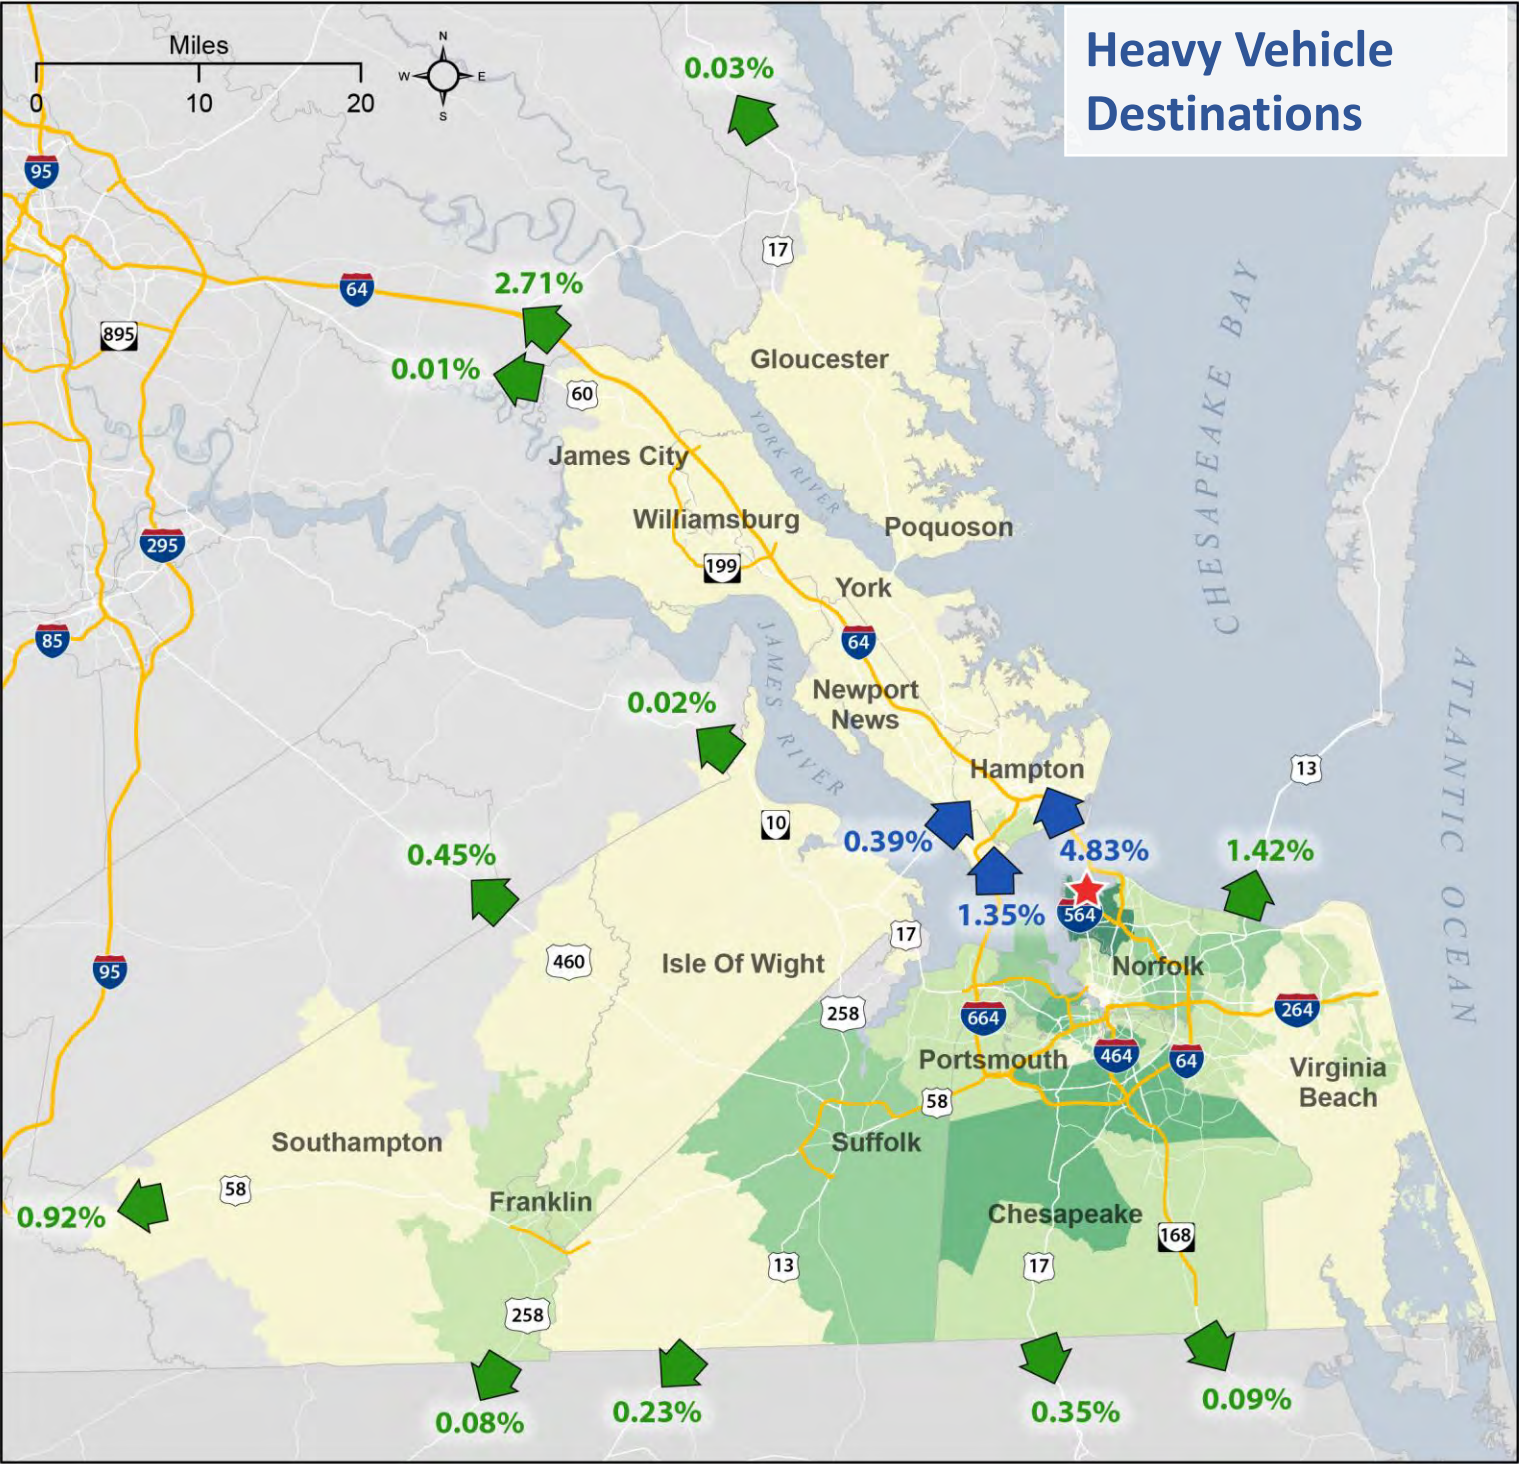 Heavy Vehicle
Destinations
Miles
0
10
20
N
W
E
S
0.03%
95
17
2.71%
64
895
0.01%
60
Gloucester
CHESAPEAKE BAY
YORK RIVER
James City
Williamsburg
Poquoson
295
199
York
85
64
JAMES RIVER
ATLANTIC OCEAN
Newport
News
0.02%
Hampton
13
10
0.39%
4.83%
1.42%
0.45%
1.35%
564
17
460
Isle Of Wight
Norfolk
95
258
664
264
Portsmouth
464
64
Virginia
Beach
58
Southampton
Suffolk
58
Franklin
0.92%
Chesapeake
168
13
17
258
0.08%
0.23%
0.35%
0.09%